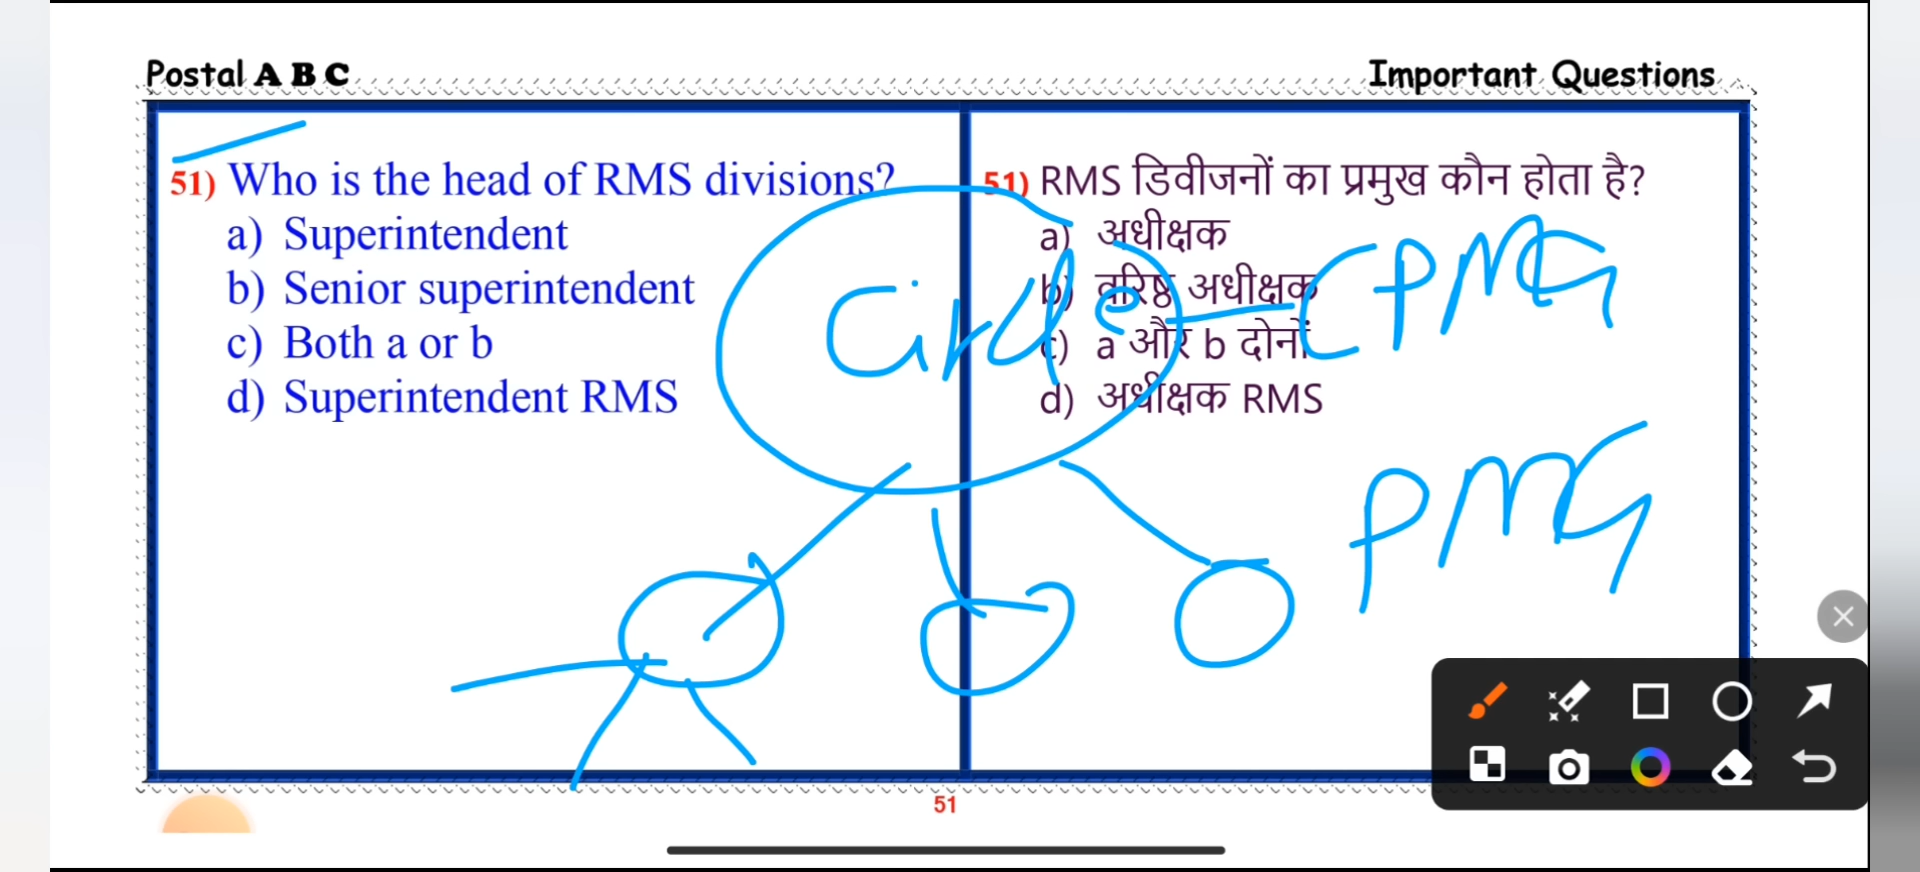 Postal A B C
Important Questions
51) Who is the head of RMS divisions?
a) Superintendent
b) Senior superintendent
c) Both a or b
d) Superintendent RMS
51) RMS डिवीजनों का प्रमुख कौन होता है?
a) अधीक्षक
b) वरिष्ठ अधीक्षक
c) a और b दोनों
d) अधीक्षक RMS
Circle
CPMG
PMG
51